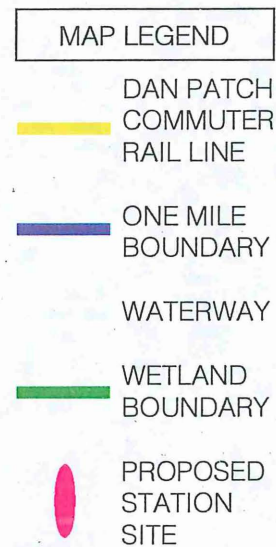 MAP LEGEND
DAN PATCH
COMMUTER
RAIL LINE
ONE MILE
BOUNDARY
WATERWAY
WETLAND
BOUNDARY
PROPOSED
STATION
SITE